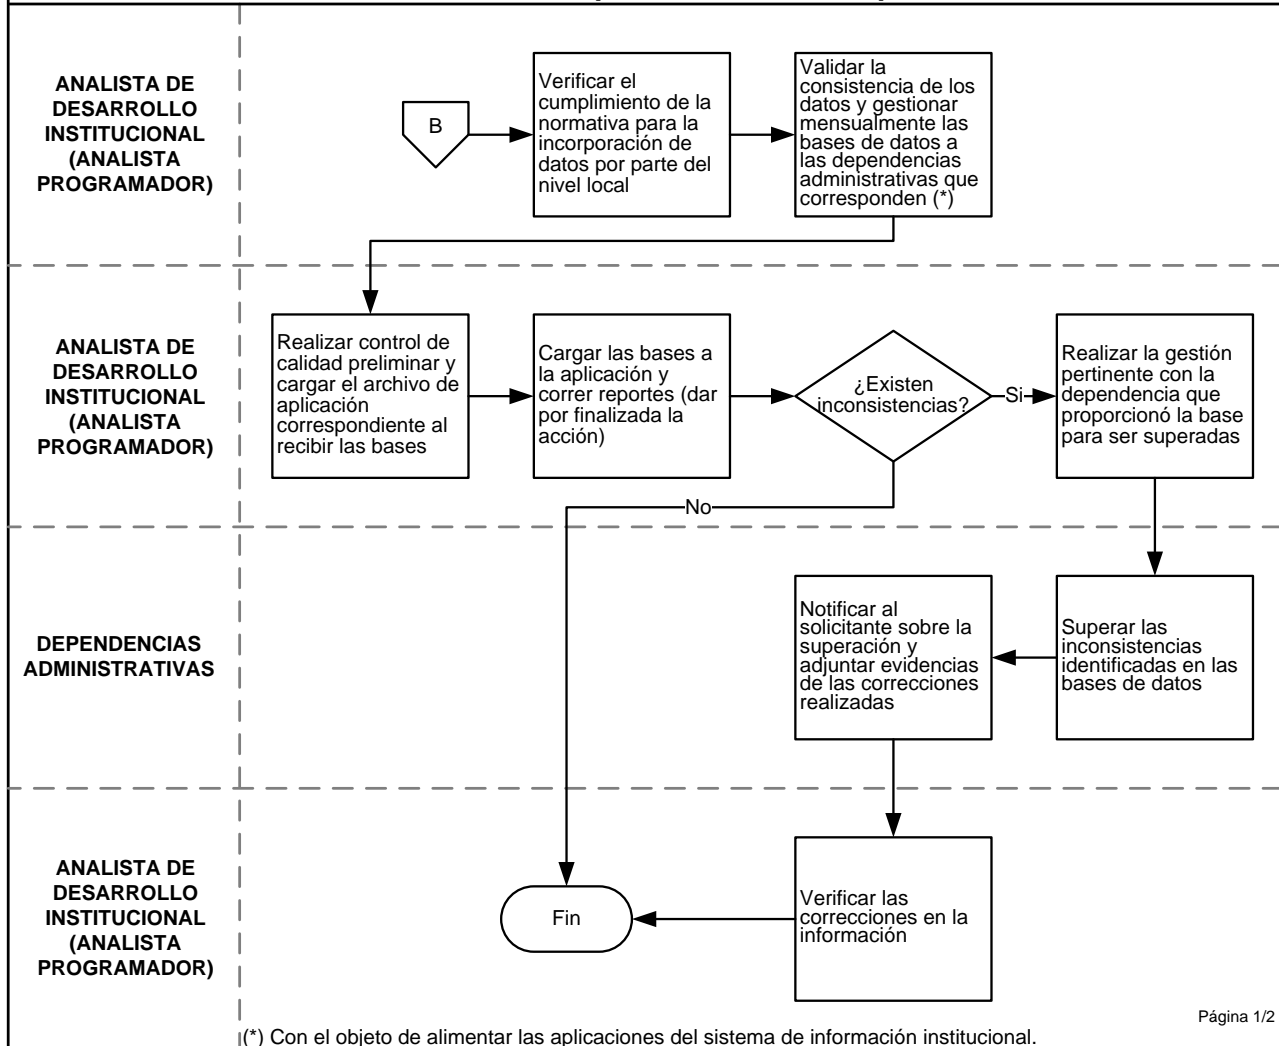 ANALISTA DE
DESARROLLO
INSTITUCIONAL
(ANALISTA
PROGRAMADOR)
B
Verificar el
cumplimiento de la
normativa para la
incorporación de
datos por parte del
nivel local
Validar la
consistencia de los
datos y gestionar
mensualmente las
bases de datos a
las dependencias
administrativas que
corresponden (*)
ANALISTA DE
DESARROLLO
INSTITUCIONAL
(ANALISTA
PROGRAMADOR)
Realizar control de
calidad preliminar y
cargar el archivo de
aplicación
correspondiente al
recibir las bases
Cargar las bases a
la aplicación y
correr reportes (dar
por finalizada la
acción)
¿Existen
inconsistencias?
Si
Realizar la gestión
pertinente con la
dependencia que
proporcionó la base
para ser superadas
No
DEPENDENCIAS
ADMINISTRATIVAS
Notificar al
solicitante sobre la
superación y
adjuntar evidencias
de las correcciones
realizadas
Superar las
inconsistencias
identificadas en las
bases de datos
ANALISTA DE
DESARROLLO
INSTITUCIONAL
(ANALISTA
PROGRAMADOR)
Fin
Verificar las
correcciones en la
información
Página 1/2
(*) Con el objeto de alimentar las aplicaciones del sistema de información institucional.